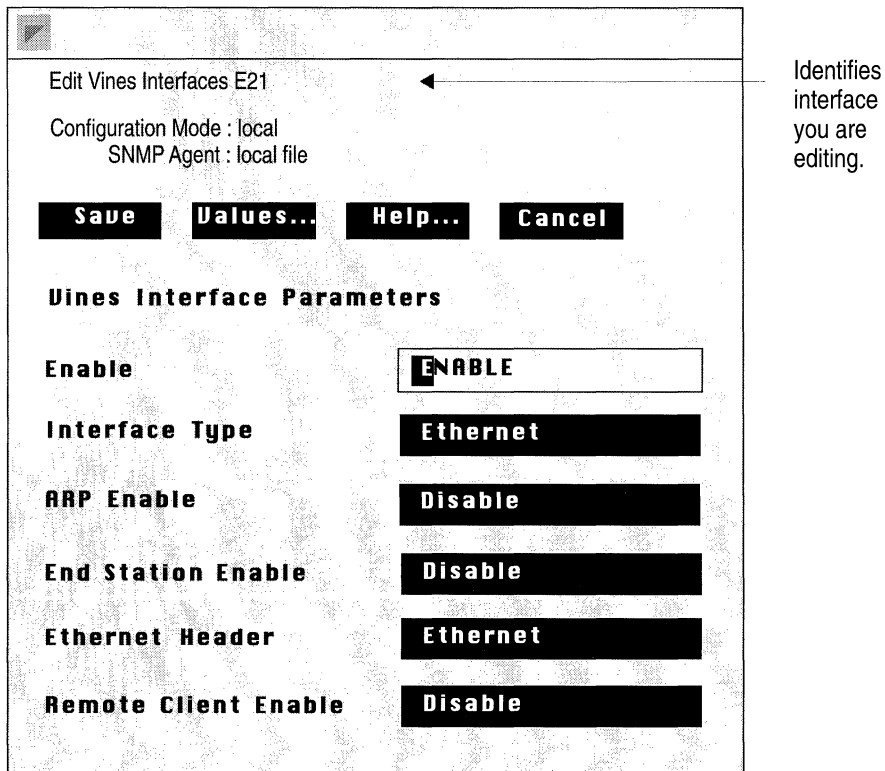 Edit Vines Interfaces E21
Identifies
interface
you are
editing.
Configuration Mode : local
SNMP Agent : local file
Save Values... Help... Cancel
Vines Interface Parameters
Enable ENABLE
Interface Type Ethernet
ARP Enable Disable
End Station Enable Disable
Ethernet Header Ethernet
Remote Client Enable Disable